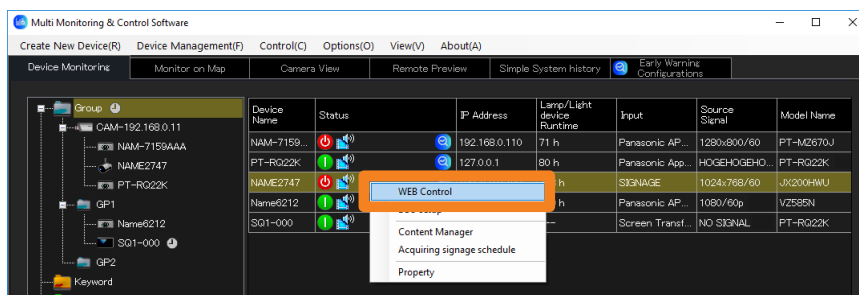 Multi Monitoring & Control Software
Create New Device(R) Device Management(F) Control(C) Options(O) View(V) About(A)
Device Monitoring Monitor on Map Camera View Remote Preview Simple System history Early Warning
Configurations
Group
CAM-192.168.0.11
NAM-7159AAA
NAME2747
PT-RQ22K
GP1
Name6212
SQ1-000
GP2
Keyword
Device
Name
Status
IP Address
Lamp/Light
device
Runtime
Input
Source
Signal
Model Name
NAM-7159... 192.168.0.110 71 h Panasonic AP... 1280x800/60 PT-MZ670J
PT-RQ22K 127.0.0.1 80 h Panasonic App... HOGEHOGEHO... PT-RQ22K
NAME2747 h SIGNAGE 1024x768/60 JX200HWU
Name6212 h Panasonic AP... 1080/60p VZ585N
SQ1-000 -- Screen Transf... NO SIGNAL PT-RQ22K
WEB Control
Content Manager
Acquiring signage schedule
Property